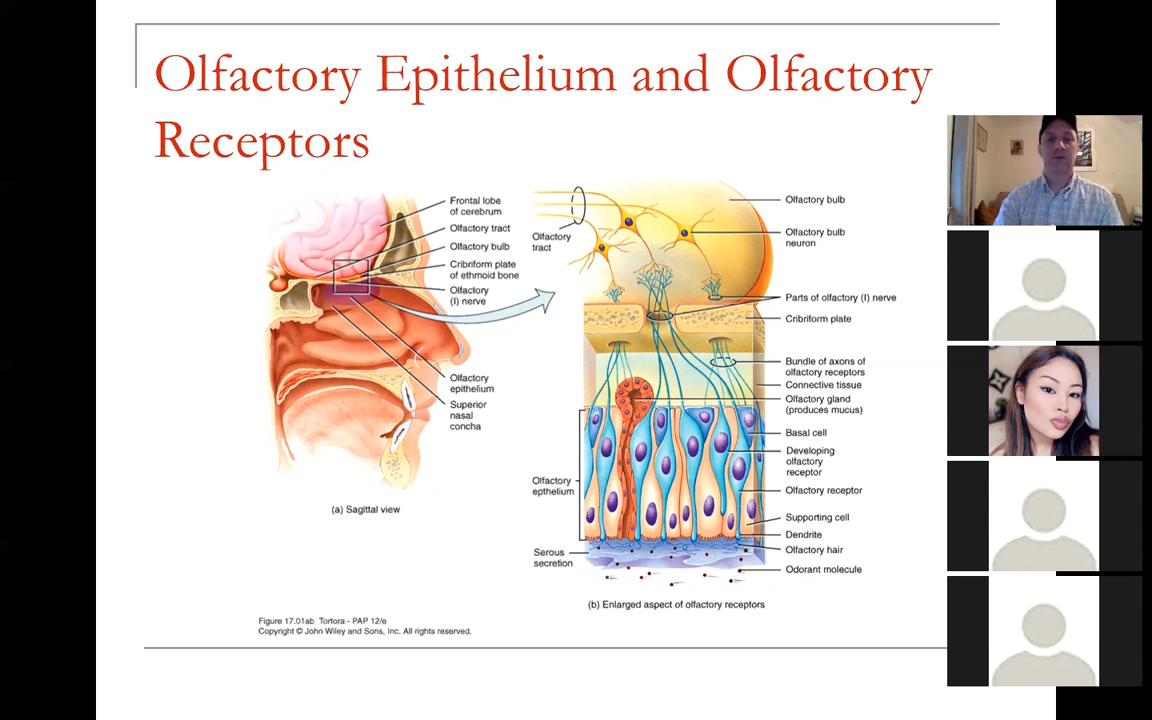 Olfactory Epithelium and Olfactory
Receptors
Frontal lobe
of cerebrum
Olfactory tract
Olfactory bulb
Cribriform plate
of ethmoid bone
Olfactory
(I) nerve
Olfactory
epithelium
Superior
nasal
concha
(a) Sagittal view
Olfactory
tract
Olfactory
epthelium
Serous
secretion
Olfactory bulb
Olfactory bulb
neuron
Parts of olfactory (I) nerve
Cribriform plate
Bundle of axons of
olfactory receptors
Connective tissue
Olfactory gland
(produces mucus)
Basal cell
Developing
olfactory
receptor
Olfactory receptor
Supporting cell
Dendrite
Olfactory hair
Odorant molecule
(b) Enlarged aspect of olfactory receptors
Figure 17.01ab Tortora - PAP 12/e
Copyright © John Wiley and Sons, Inc. All rights reserved.